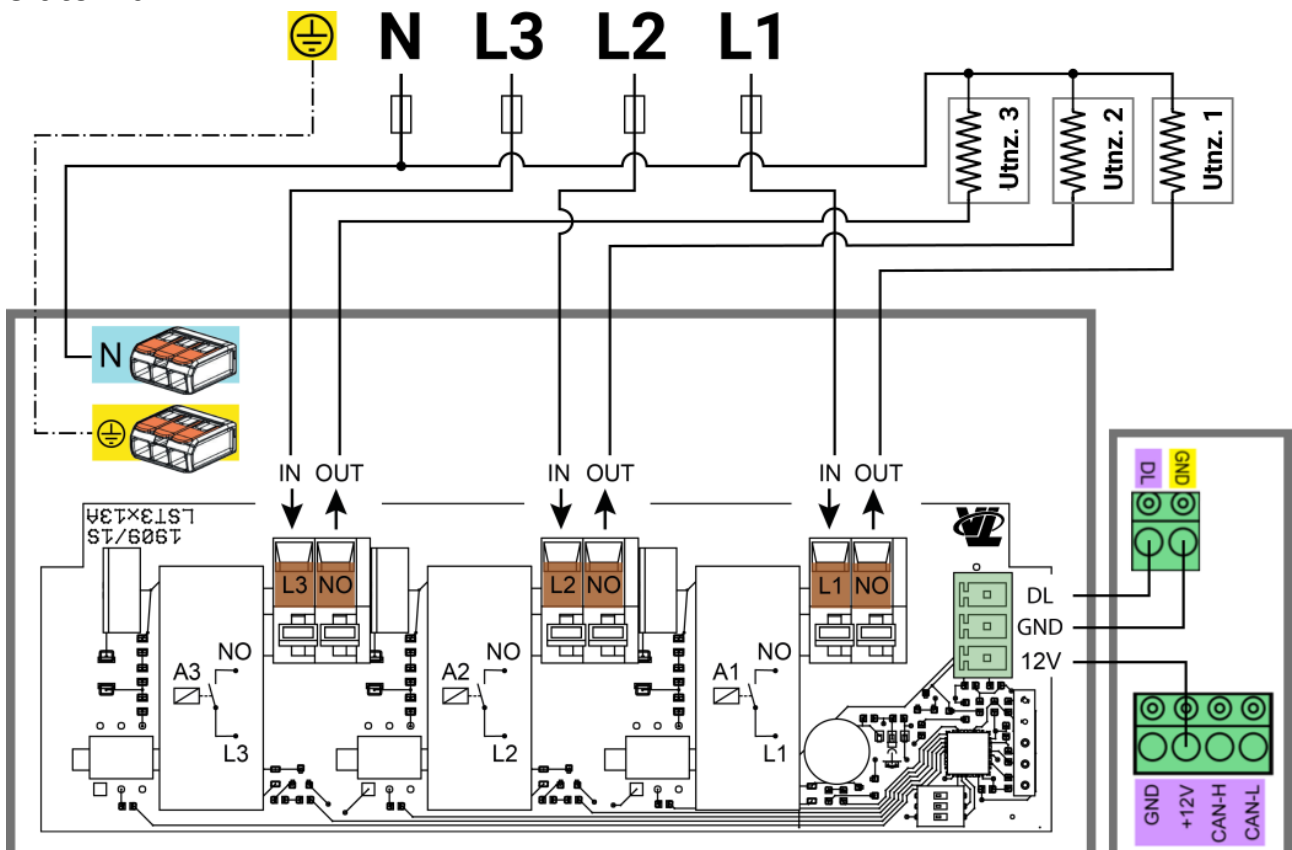 N L3 L2 L1
Utnz. 3
Utnz. 2
Utnz. 1
N
IN OUT
IN OUT
IN OUT
1909/1S
LST3x13A
L3 NO
L2 NO
L1 NO
NO
A3
L3
NO
A2
L2
NO
A1
L1
TA
DL
GND
12V
DL
GND
GND
+12V
CAN-H
CAN-L